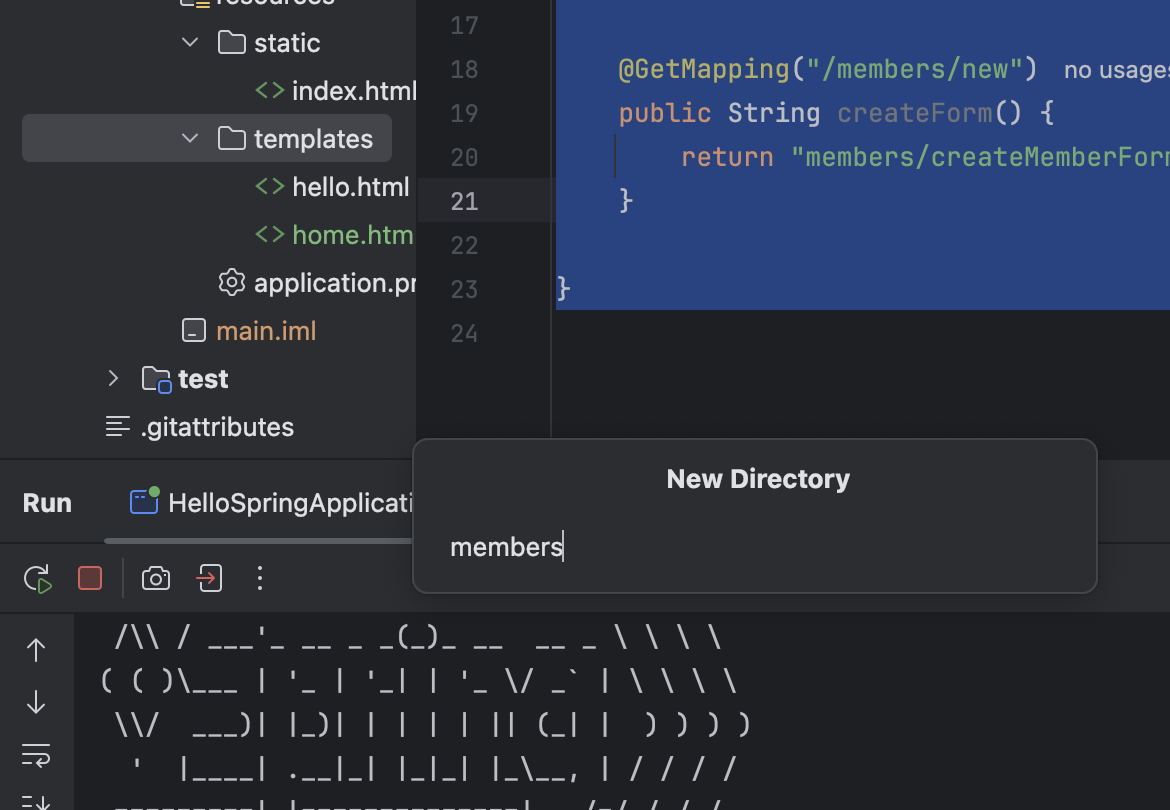 resources
static
index.html
templates
hello.html
home.htm
application.pr
main.iml
test
.gitattributes
17
18 @GetMapping("/members/new") no usages
19 public String createForm() {
20 return "members/createMemberForm
21 }
22
23 }
24
New Directory
members
Run HelloSpringApplicati
/\\ / ___'_ __ _ _(_)_ __  __ _ \ \ \ \
( ( )\___ | '_ | '_| | '_ \/ _` | \ \ \ \
\\/  ___)| |_)| | | | | || (_| |  ) ) ) )
'  |____| .__|_| |_|_| |_\__, | / / / /